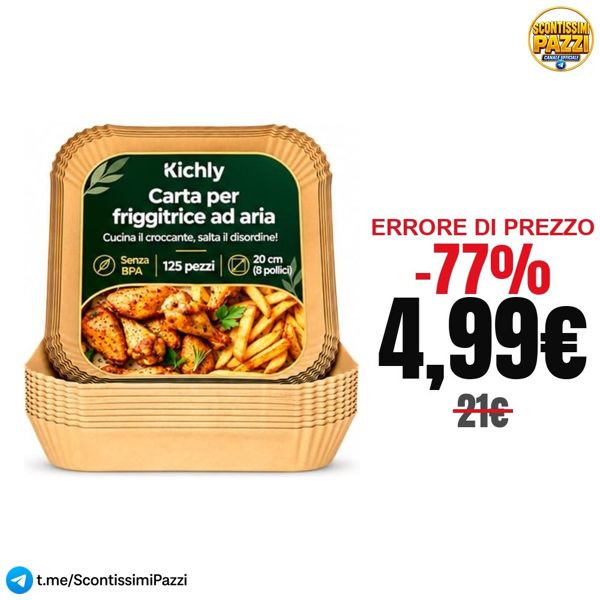 SCONTISSIMI
PAZZI
CANALE UFFICIALE
Kichly
Carta per
friggitrice ad aria
Cucina il croccante, salta il disordine!
Senza
BPA
125 pezzi
20 cm
(8 pollici)
ERRORE DI PREZZO
-77%
4,99€
21€
t.me/ScontissimiPazzi